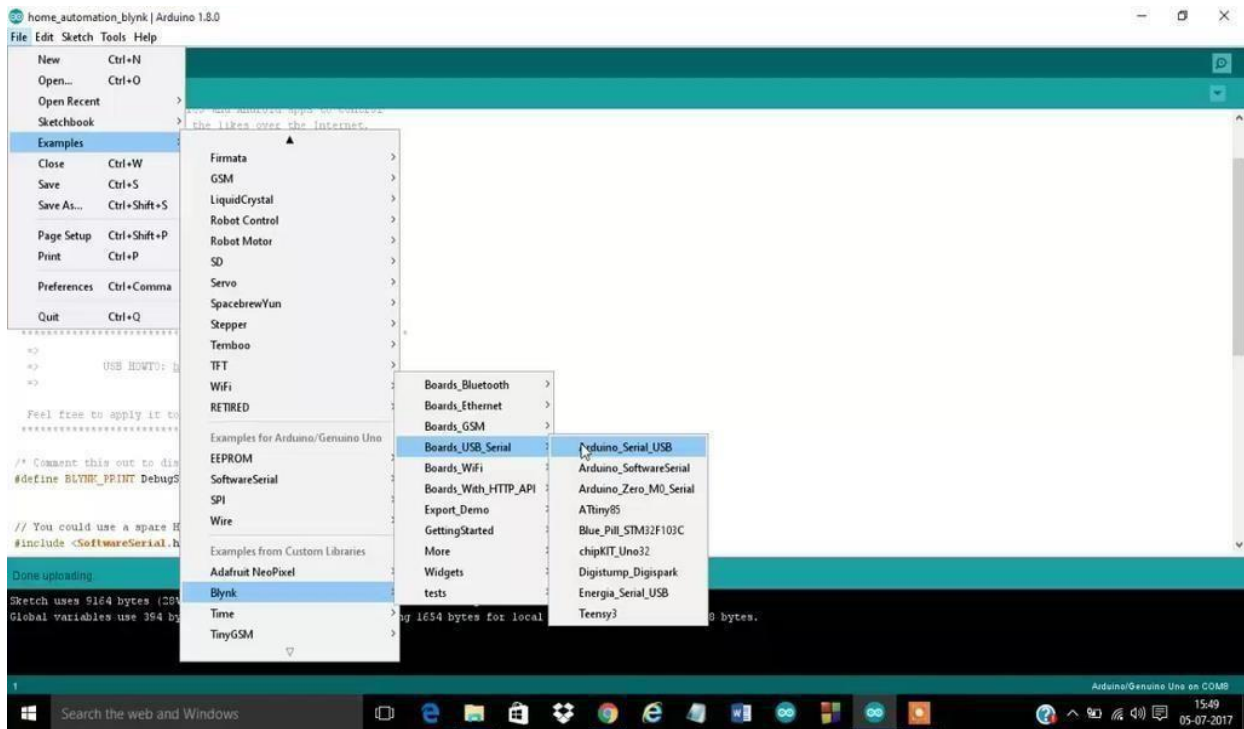 home_automation_blynk | Arduino 1.8.0
File Edit Sketch Tools Help
New Ctrl+N
Open... Ctrl+O
Open Recent
Sketchbook
Examples
Close Ctrl+W
Save Ctrl+S
Save As... Ctrl+Shift+S
Page Setup Ctrl+Shift+P
Print Ctrl+P
Preferences Ctrl+Comma
Quit Ctrl+Q
and Android apps to control
the likes over the Internet.
Firmata
GSM
LiquidCrystal
Robot Control
Robot Motor
SD
Servo
SpacebrewYun
Stepper
Temboo
TFT
WiFi
RETIRED
Examples for Arduino/Genuino Uno
EEPROM
SoftwareSerial
SPI
Wire
Examples from Custom Libraries
Adafruit NeoPixel
Blynk
Time
TinyGSM
Boards_Bluetooth
Boards_Ethernet
Boards_GSM
Boards_USB_Serial
Boards_WiFi
Boards_With_HTTP_API
Export_Demo
GettingStarted
More
Widgets
tests
Arduino_Serial_USB
Arduino_SoftwareSerial
Arduino_Zero_M0_Serial
ATtiny85
Blue_Pill_STM32F103C
chipKIT_Uno32
Digistump_Digispark
Energia_Serial_USB
Teensy3
=>
=> USB HOWTO: h
=>
Feel free to apply it to
/* Comment this out to dis
#define BLYNK_PRINT DebugS
// You could use a spare H
#include <SoftwareSerial.h
Done uploading.
Sketch uses 9164 bytes (28%
Global variables use 394 by
ng 1654 bytes for local
8 bytes.
1
Arduino/Genuino Uno on COM8
Search the web and Windows
15:49
05-07-2017